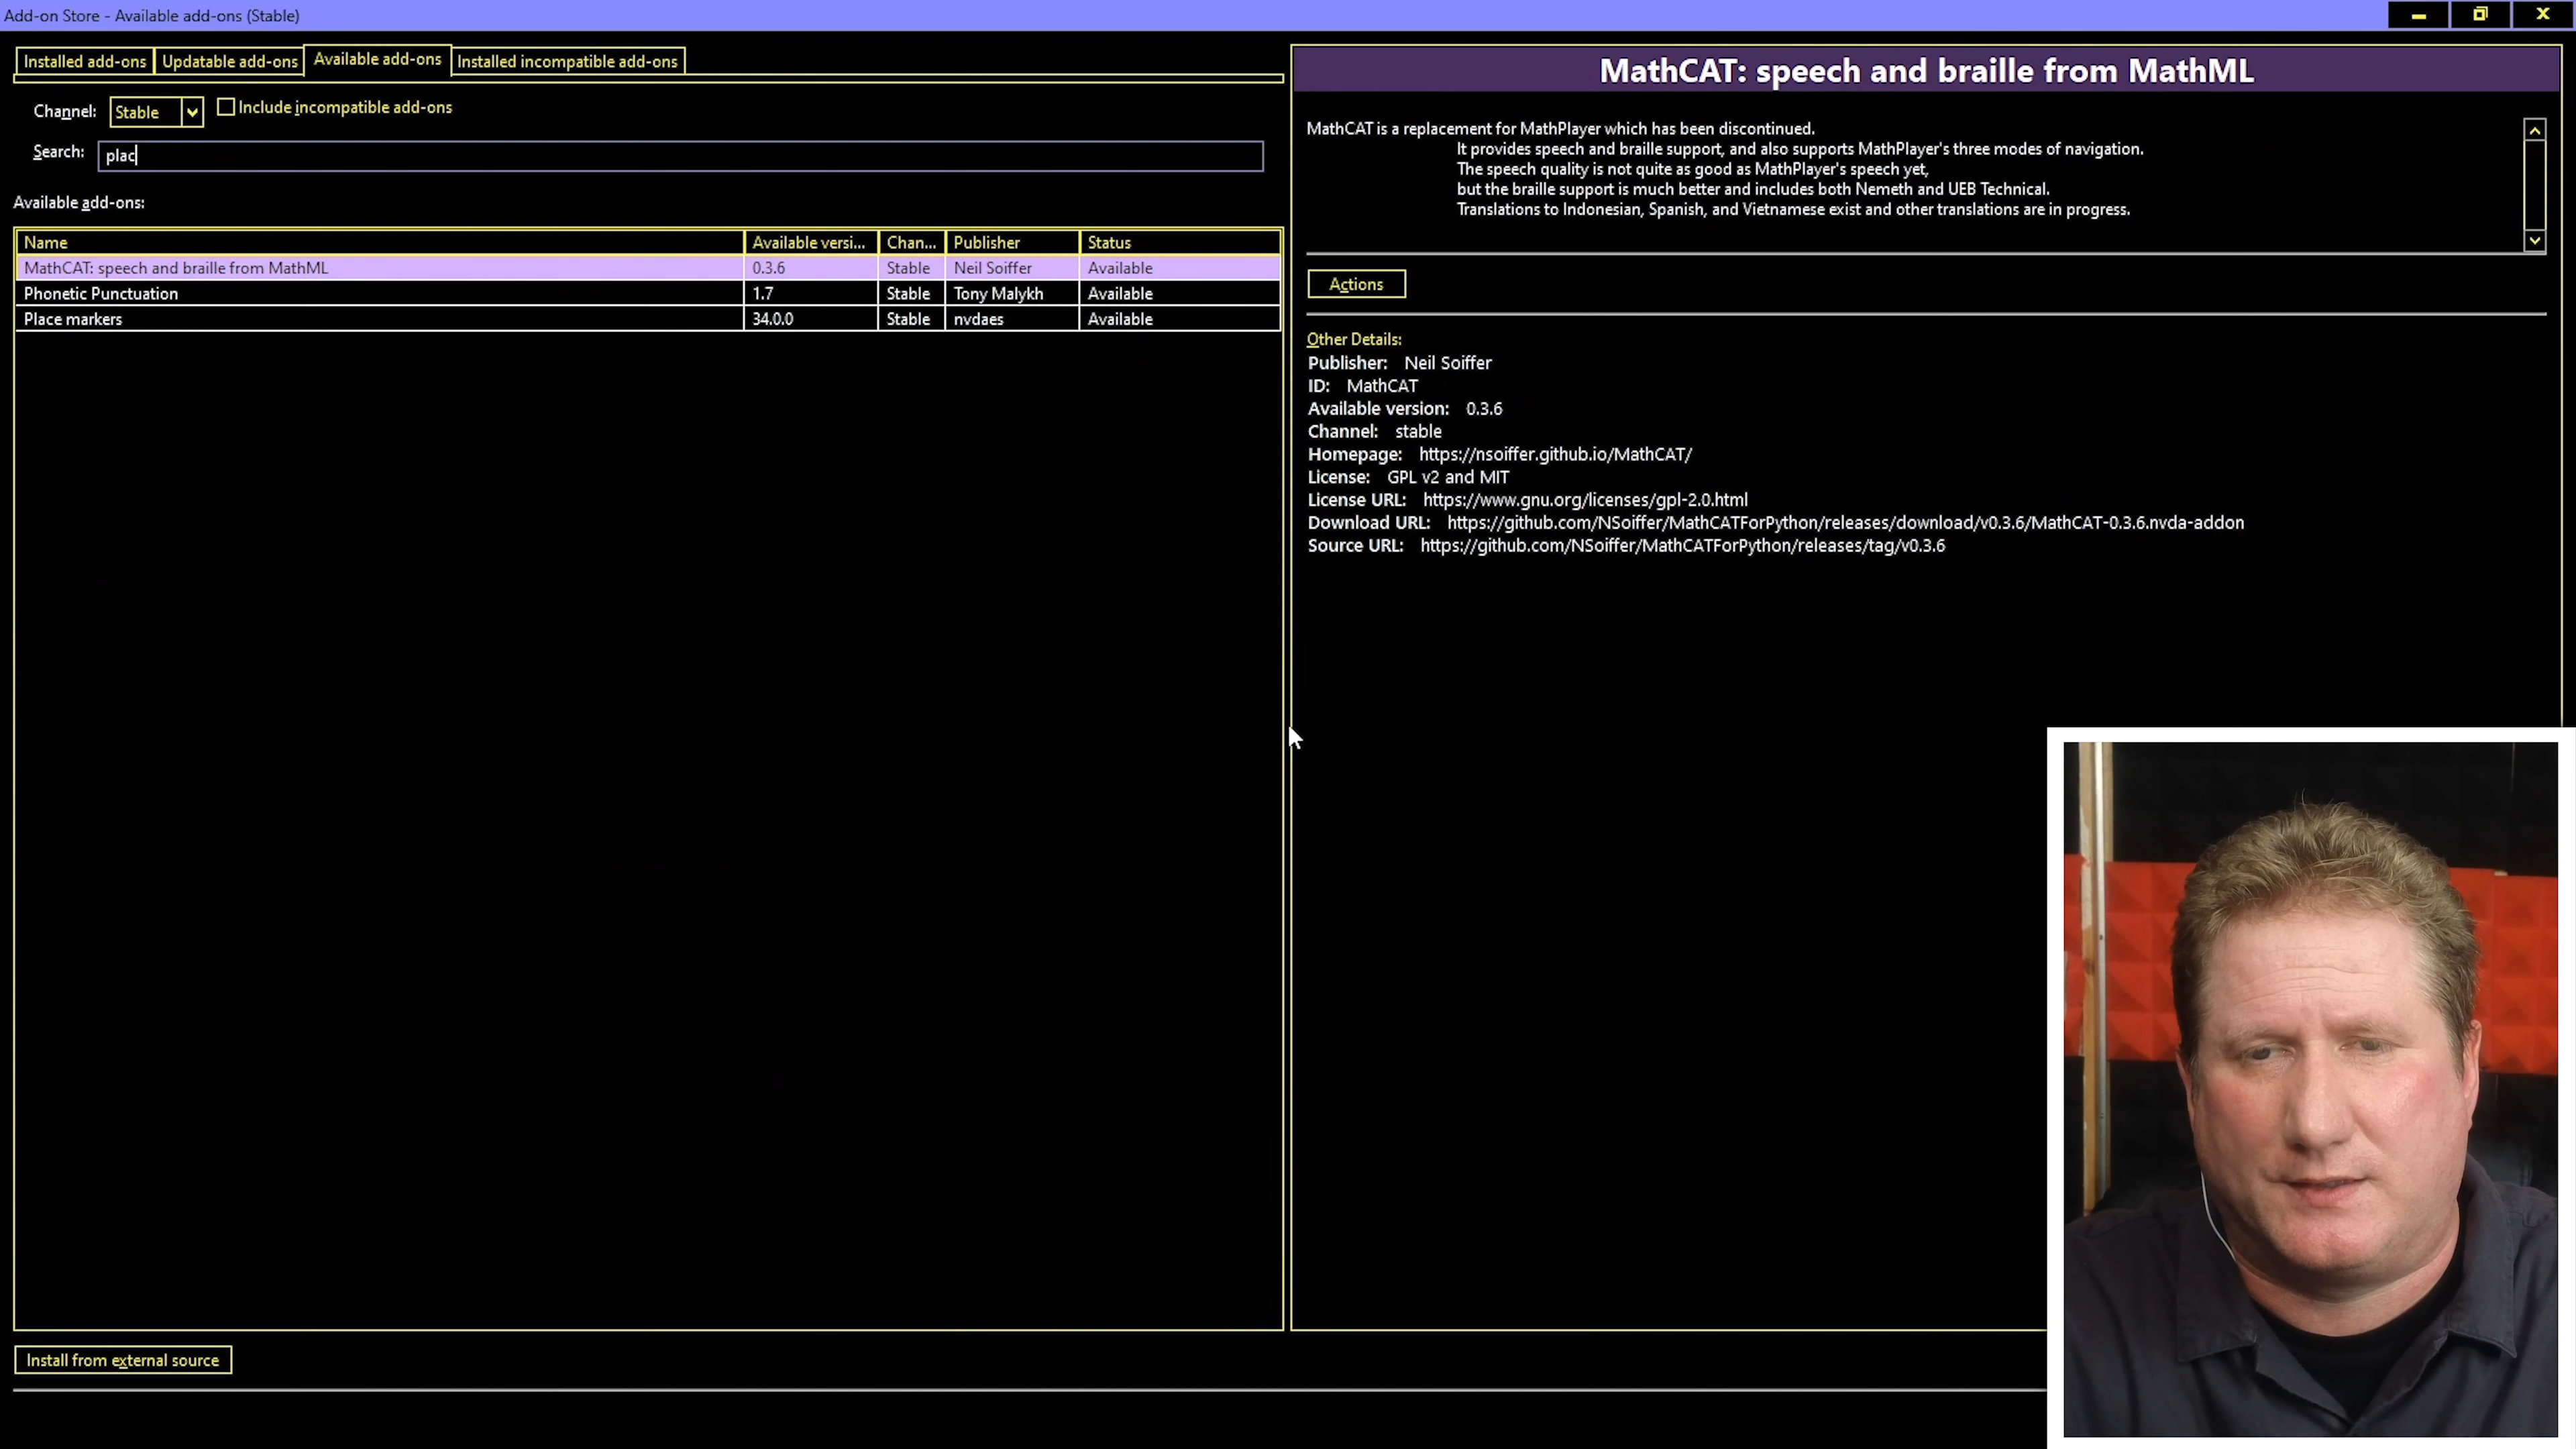 Add-on Store - Available add-ons (Stable)
Installed add-ons
Updatable add-ons
Available add-ons
Installed incompatible add-ons
Channel:
Stable
Include incompatible add-ons
Search:
plac
Available add-ons:
Name Available versi... Chan... Publisher Status
MathCAT: speech and braille from MathML 0.3.6 Stable Neil Soiffer Available
Phonetic Punctuation 1.7 Stable Tony Malykh Available
Place markers 34.0.0 Stable nvdaes Available
Install from external source
MathCAT: speech and braille from MathML
MathCAT is a replacement for MathPlayer which has been discontinued.
It provides speech and braille support, and also supports MathPlayer's three modes of navigation.
The speech quality is not quite as good as MathPlayer's speech yet,
but the braille support is much better and includes both Nemeth and UEB Technical.
Translations to Indonesian, Spanish, and Vietnamese exist and other translations are in progress.
Actions
Other Details:
Publisher: Neil Soiffer
ID: MathCAT
Available version: 0.3.6
Channel: stable
Homepage: https://nsoiffer.github.io/MathCAT/
License: GPL v2 and MIT
License URL: https://www.gnu.org/licenses/gpl-2.0.html
Download URL: https://github.com/NSoiffer/MathCATForPython/releases/download/v0.3.6/MathCAT-0.3.6.nvda-addon
Source URL: https://github.com/NSoiffer/MathCATForPython/releases/tag/v0.3.6